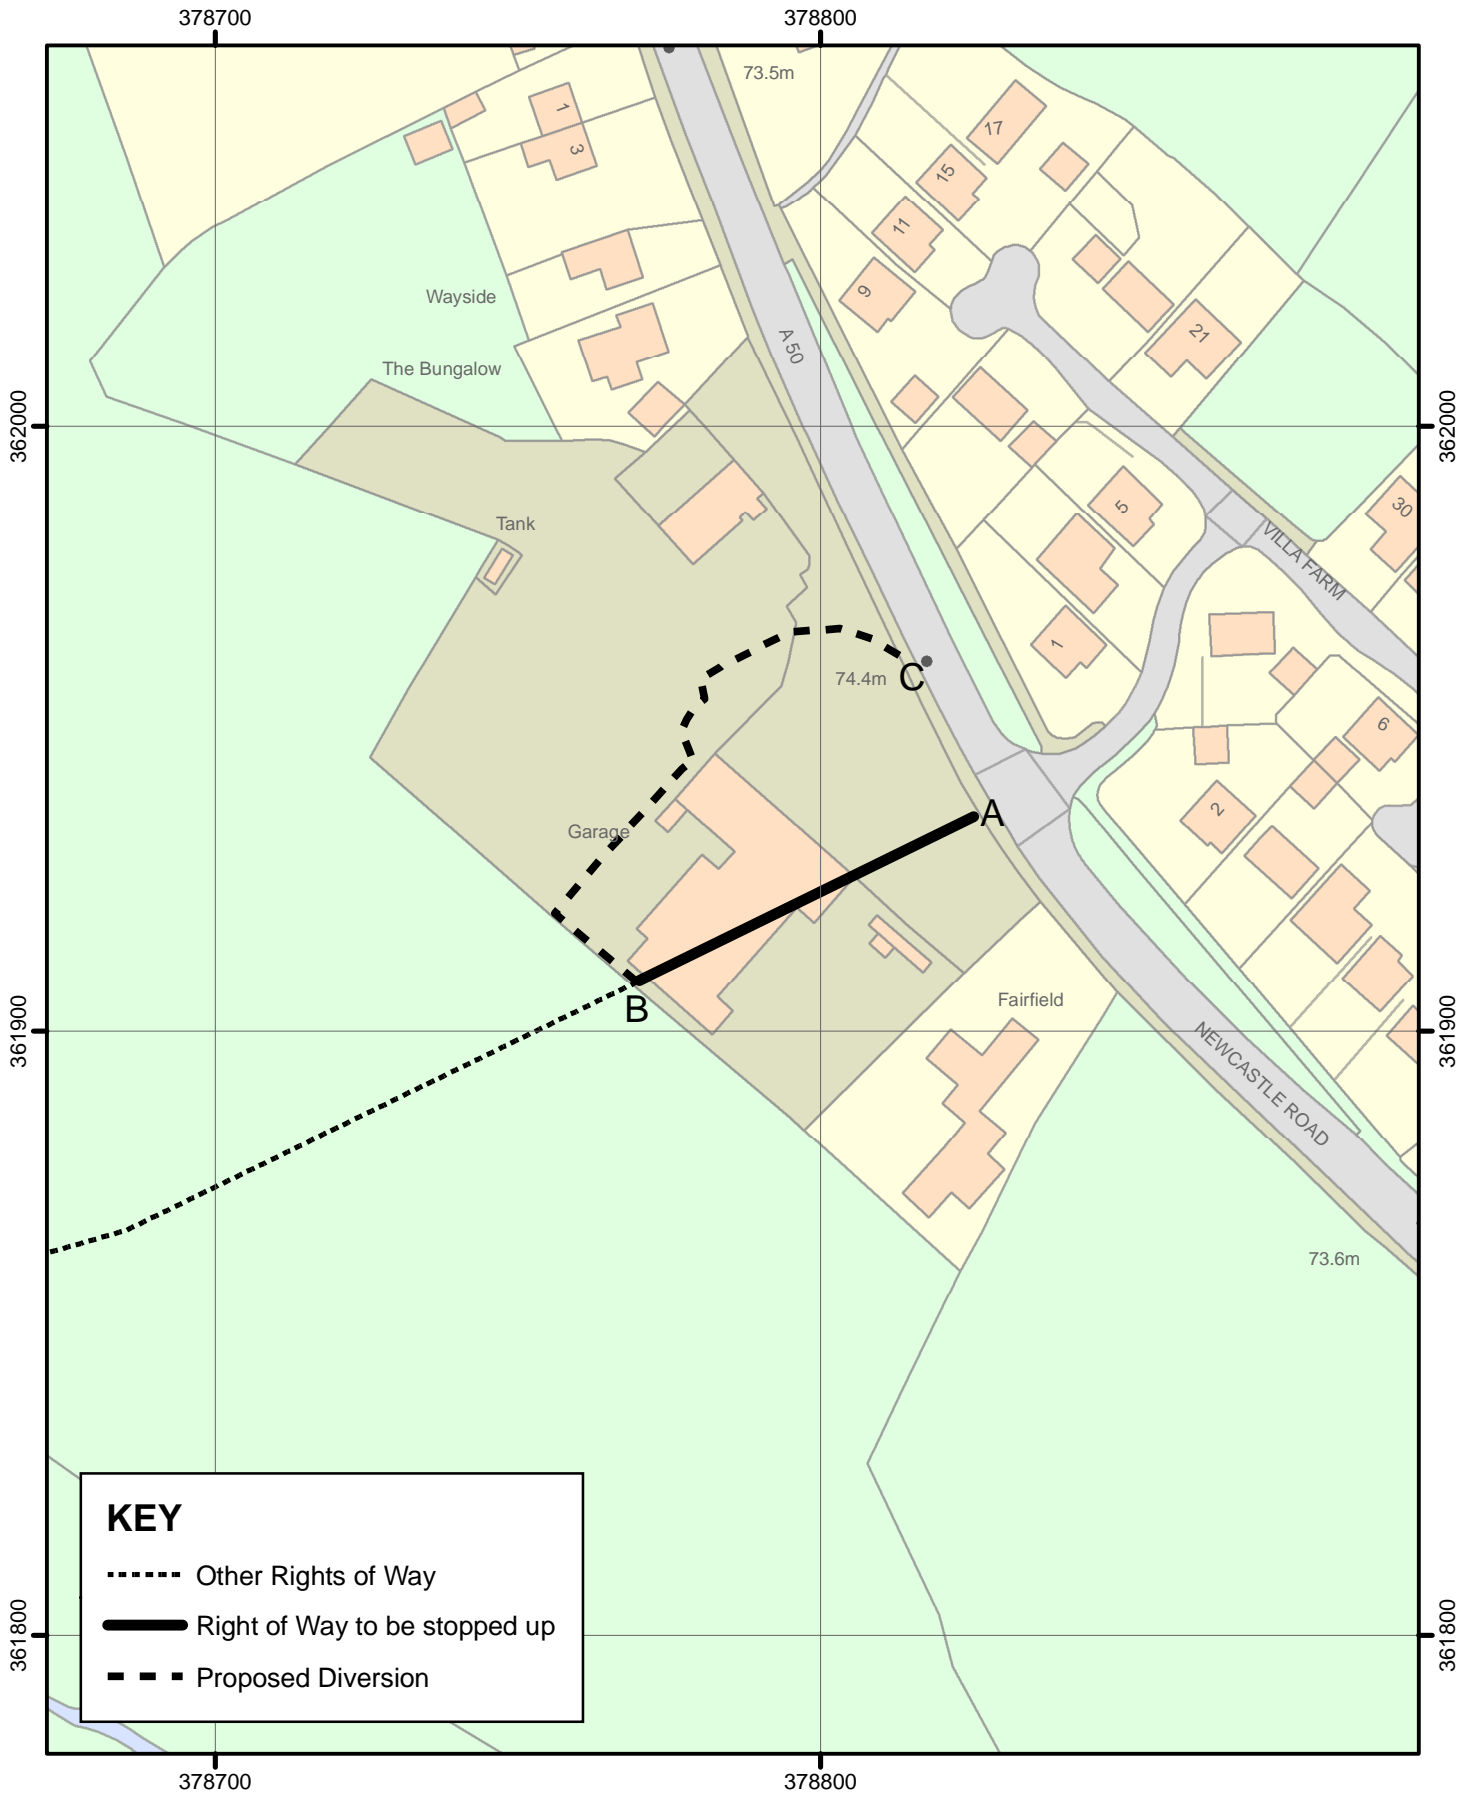 378700
378800
73.5m
1
3
17
15
11
9
21
Wayside
A 50
The Bungalow
362000
362000
Tank
5
30
VILLA FARM
1
74.4m
C
6
Garage
A
2
B
Fairfield
361900
361900
NEWCASTLE ROAD
73.6m
KEY
Other Rights of Way
Right of Way to be stopped up
Proposed Diversion
361800
361800
378700
378800